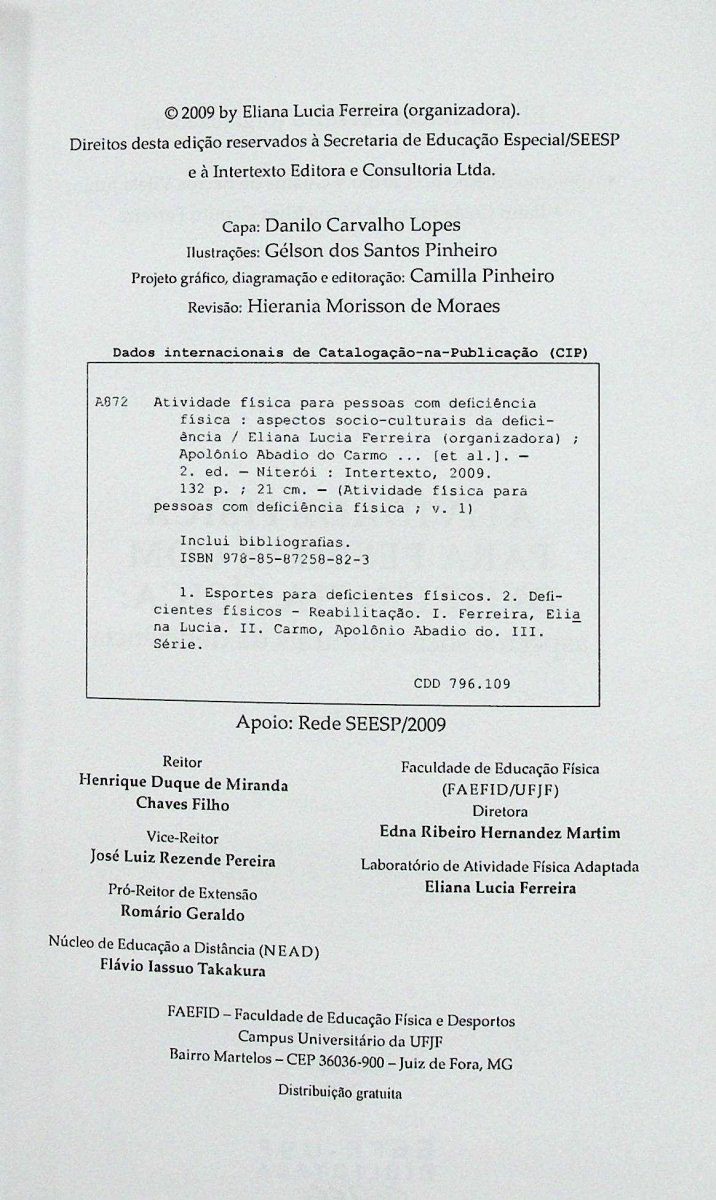 © 2009 by Eliana Lucia Ferreira (organizadora).
Direitos desta edição reservados à Secretaria de Educação Especial/SEESP
e à Intertexto Editora e Consultoria Ltda.
Capa: Danilo Carvalho Lopes
Ilustrações: Gélson dos Santos Pinheiro
Projeto gráfico, diagramação e editoração: Camilla Pinheiro
Revisão: Hierania Morisson de Moraes
Dados internacionais de Catalogação-na-Publicação (CIP)
A872 Atividade física para pessoas com deficiência
física : aspectos socio-culturais da defici-
ência / Eliana Lucia Ferreira (organizadora) ;
Apolônio Abadio do Carmo ... [et al.]. —
2. ed. — Niterói : Intertexto, 2009.
132 p. ; 21 cm. — (Atividade física para
pessoas com deficiência física ; v. 1)
Inclui bibliografias.
ISBN 978-85-87258-82-3
1. Esportes para deficientes físicos. 2. Defi-
cientes físicos - Reabilitação. I. Ferreira, Elia
na Lucia. II. Carmo, Apolônio Abadio do. III.
Série.
CDD 796.109
Apoio: Rede SEESP/2009
Reitor
Henrique Duque de Miranda
Chaves Filho
Vice-Reitor
José Luiz Rezende Pereira
Pró-Reitor de Extensão
Romário Geraldo
Núcleo de Educação a Distância (NEAD)
Flávio Iassuo Takakura
Faculdade de Educação Física
(FAEFID/UFJF)
Diretora
Edna Ribeiro Hernandez Martim
Laboratório de Atividade Física Adaptada
Eliana Lucia Ferreira
FAEFID – Faculdade de Educação Física e Desportos
Campus Universitário da UFJF
Bairro Martelos – CEP 36036-900 – Juiz de Fora, MG
Distribuição gratuita